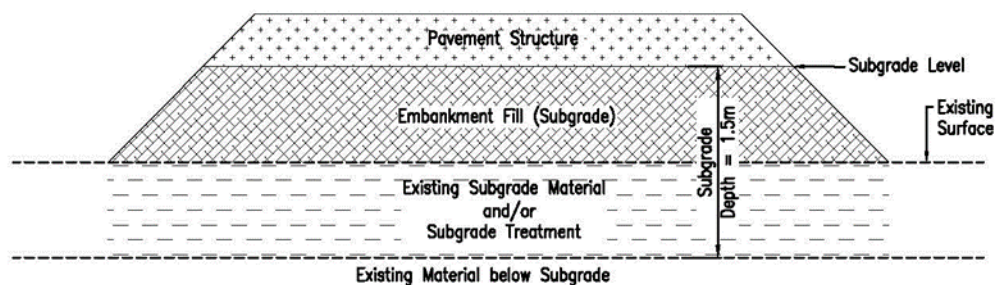 Pavement Structure
Subgrade Level
Embankment Fill (Subgrade)
Existing
Surface
Subgrade
Depth = 1.5m
Existing Subgrade Material
and/or
Subgrade Treatment
Existing Material below Subgrade